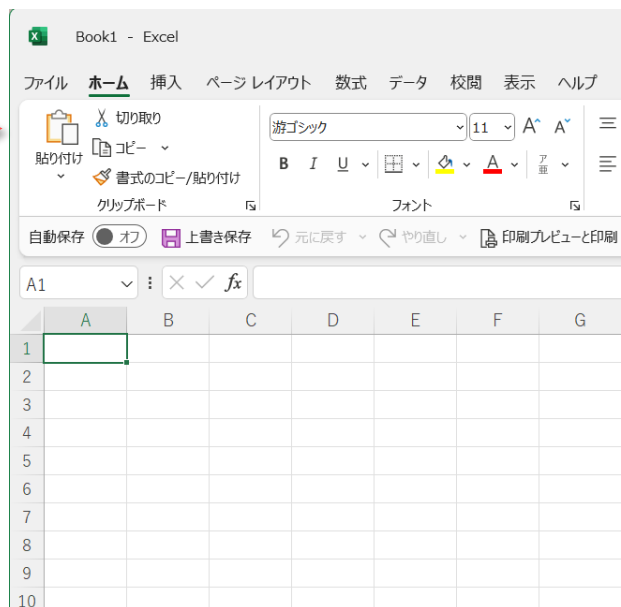 Book1 - Excel
ファイル ホーム 挿入 ページ レイアウト 数式 データ 校閲 表示 ヘルプ
貼り付け
切り取り
コピー
書式のコピー/貼り付け
クリップボード
游ゴシック 11 A A
B I U A ア亜
フォント
自動保存 オフ 上書き保存 元に戻す やり直し 印刷プレビューと印刷
A1 fx
A B C D E F G
1
2
3
4
5
6
7
8
9
10